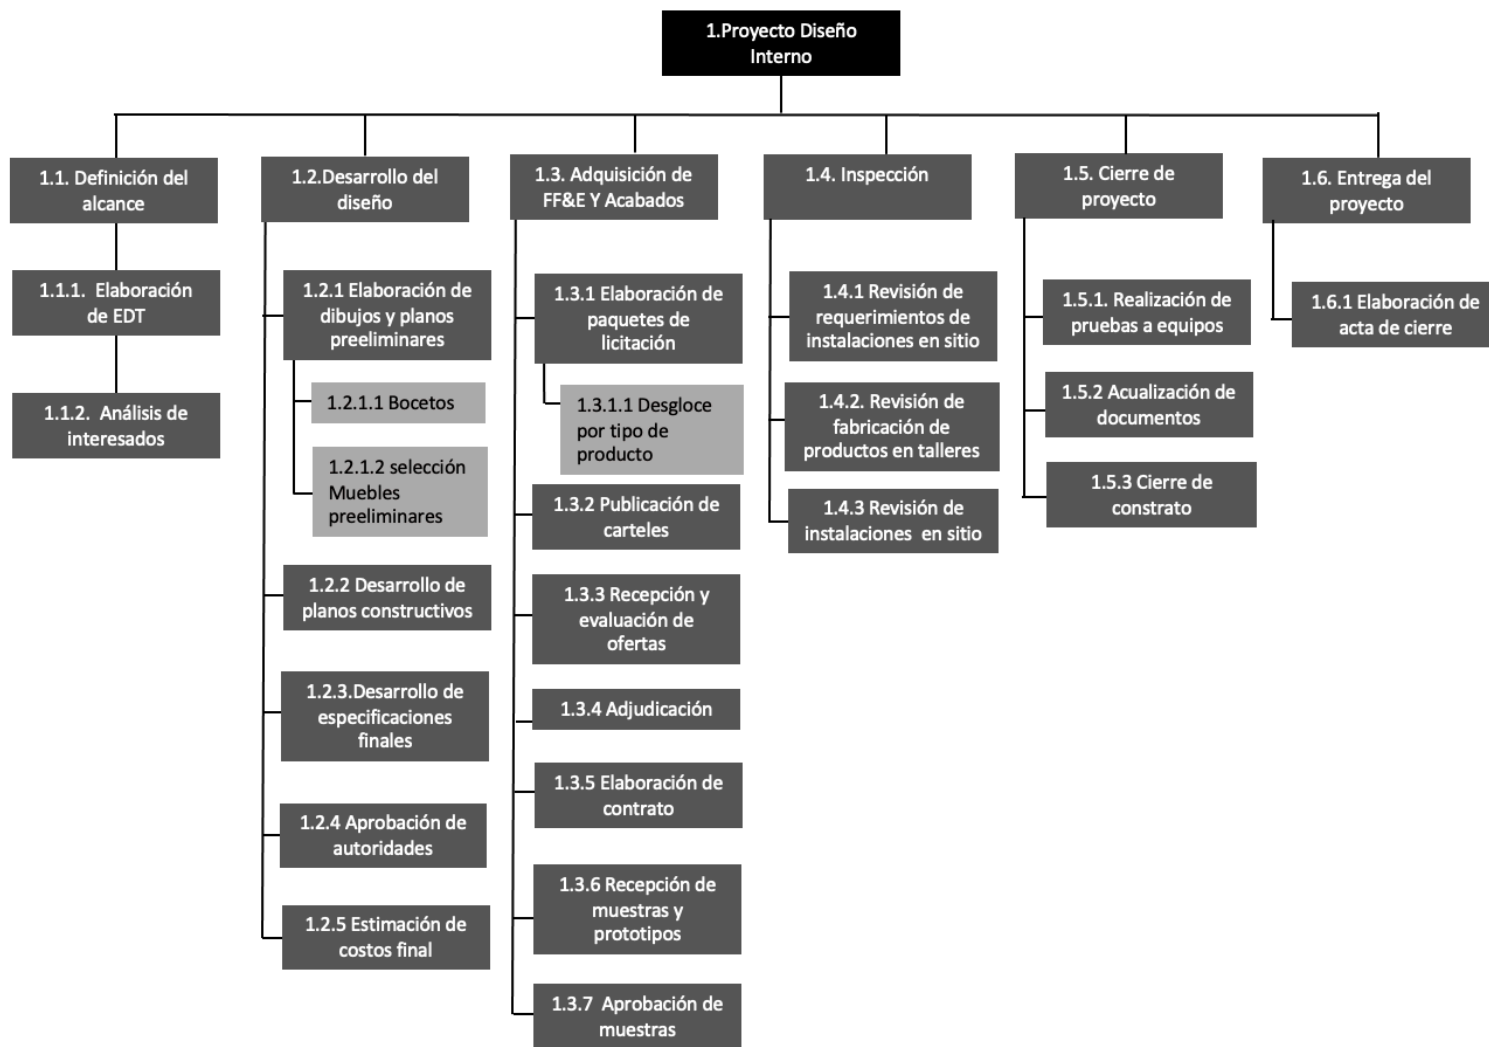 1.Proyecto Diseño
Interno
1.1. Definición del
alcance
1.1.1.  Elaboración
de EDT
1.1.2.  Análisis de
interesados
1.2.Desarrollo del
diseño
1.2.1 Elaboración de
dibujos y planos
preeliminares
1.2.1.1 Bocetos
1.2.1.2 selección
Muebles
preeliminares
1.2.2 Desarrollo de
planos constructivos
1.2.3.Desarrollo de
especificaciones
finales
1.2.4 Aprobación de
autoridades
1.2.5 Estimación de
costos final
1.3. Adquisición de
FF&E Y Acabados
1.3.1 Elaboración de
paquetes de
licitación
1.3.1.1 Desgloce
por tipo de
producto
1.3.2 Publicación de
carteles
1.3.3 Recepción y
evaluación de
ofertas
1.3.4 Adjudicación
1.3.5 Elaboración de
contrato
1.3.6 Recepción de
muestras y
prototipos
1.3.7  Aprobación de
muestras
1.4. Inspección
1.4.1 Revisión de
requerimientos de
instalaciones en sitio
1.4.2. Revisión de
fabricación de
productos en talleres
1.4.3 Revisión de
instalaciones  en sitio
1.5. Cierre de
proyecto
1.5.1. Realización de
pruebas a equipos
1.5.2 Acualización de
documentos
1.5.3 Cierre de
constrato
1.6. Entrega del
proyecto
1.6.1 Elaboración de
acta de cierre